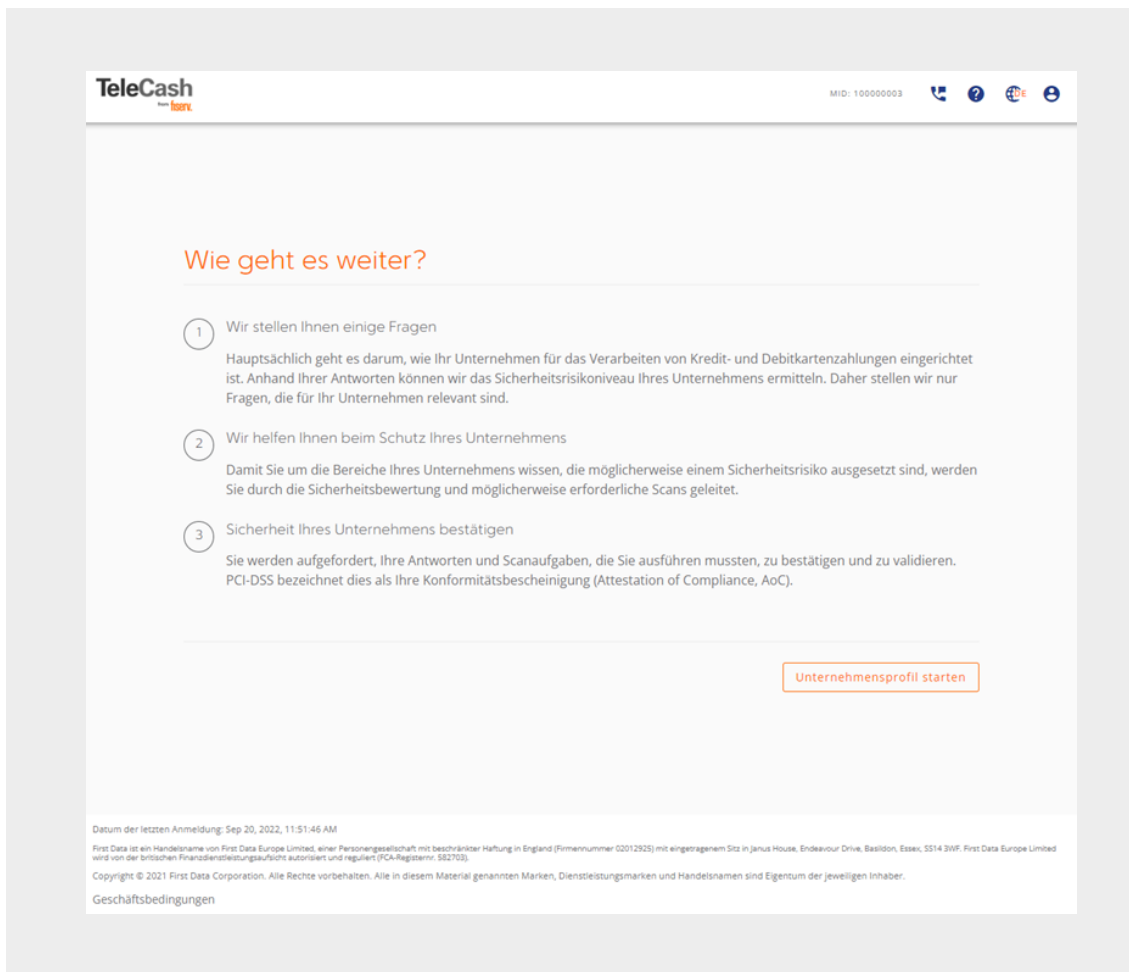 TeleCash
from fiserv.
MID: 100000003
DE
Wie geht es weiter?
1
Wir stellen Ihnen einige Fragen
Hauptsächlich geht es darum, wie Ihr Unternehmen für das Verarbeiten von Kredit- und Debitkartenzahlungen eingerichtet
ist. Anhand Ihrer Antworten können wir das Sicherheitsrisikoniveau Ihres Unternehmens ermitteln. Daher stellen wir nur
Fragen, die für Ihr Unternehmen relevant sind.
2
Wir helfen Ihnen beim Schutz Ihres Unternehmens
Damit Sie um die Bereiche Ihres Unternehmens wissen, die möglicherweise einem Sicherheitsrisiko ausgesetzt sind, werden
Sie durch die Sicherheitsbewertung und möglicherweise erforderliche Scans geleitet.
3
Sicherheit Ihres Unternehmens bestätigen
Sie werden aufgefordert, Ihre Antworten und Scanaufgaben, die Sie ausführen mussten, zu bestätigen und zu validieren.
PCI-DSS bezeichnet dies als Ihre Konformitätsbescheinigung (Attestation of Compliance, AoC).
Unternehmensprofil starten
Datum der letzten Anmeldung: Sep 20, 2022, 11:51:46 AM
First Data ist ein Handelsname von First Data Europe Limited, einer Personengesellschaft mit beschränkter Haftung in England (Firmennummer 02012925) mit eingetragenem Sitz in Janus House, Endeavour Drive, Basildon, Essex, SS14 3WF. First Data Europe Limited
wird von der britischen Finanzdienstleistungsaufsicht autorisiert und reguliert (FCA-Registernr. 582703).
Copyright © 2021 First Data Corporation. Alle Rechte vorbehalten. Alle in diesem Material genannten Marken, Dienstleistungsmarken und Handelsnamen sind Eigentum der jeweiligen Inhaber.
Geschäftsbedingungen